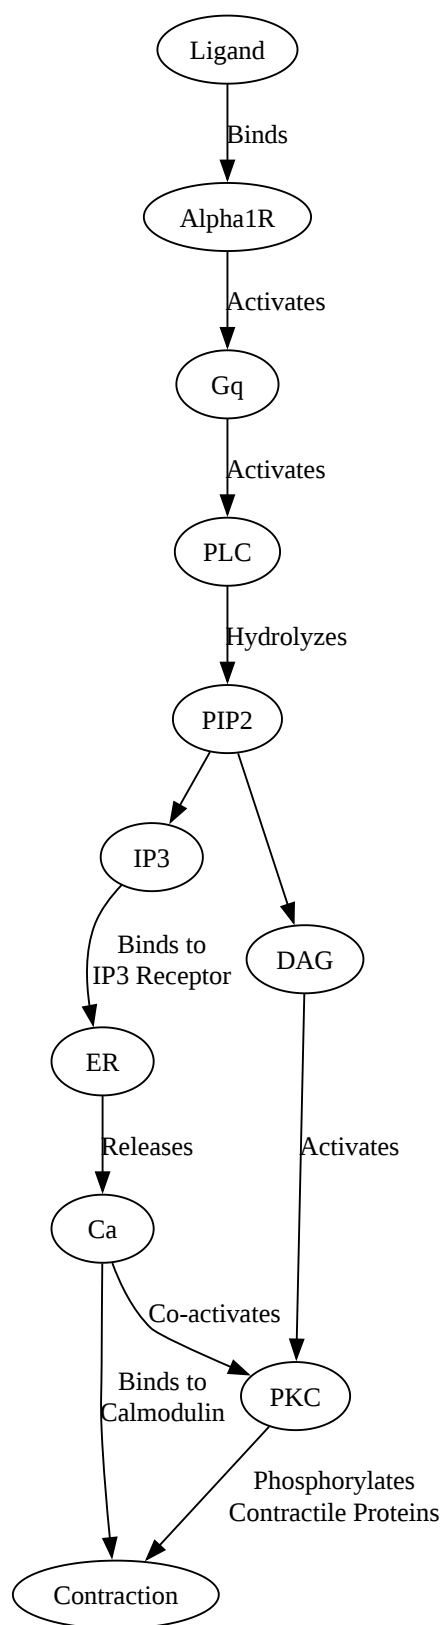 Ligand
Binds
Alpha1R
Activates
Gq
Activates
PLC
Hydrolyzes
PIP2
IP3
Binds to
IP3 Receptor
DAG
ER
Releases
Activates
Ca
Co-activates
Binds to
Calmodulin
PKC
Phosphorylates
Contractile Proteins
Contraction